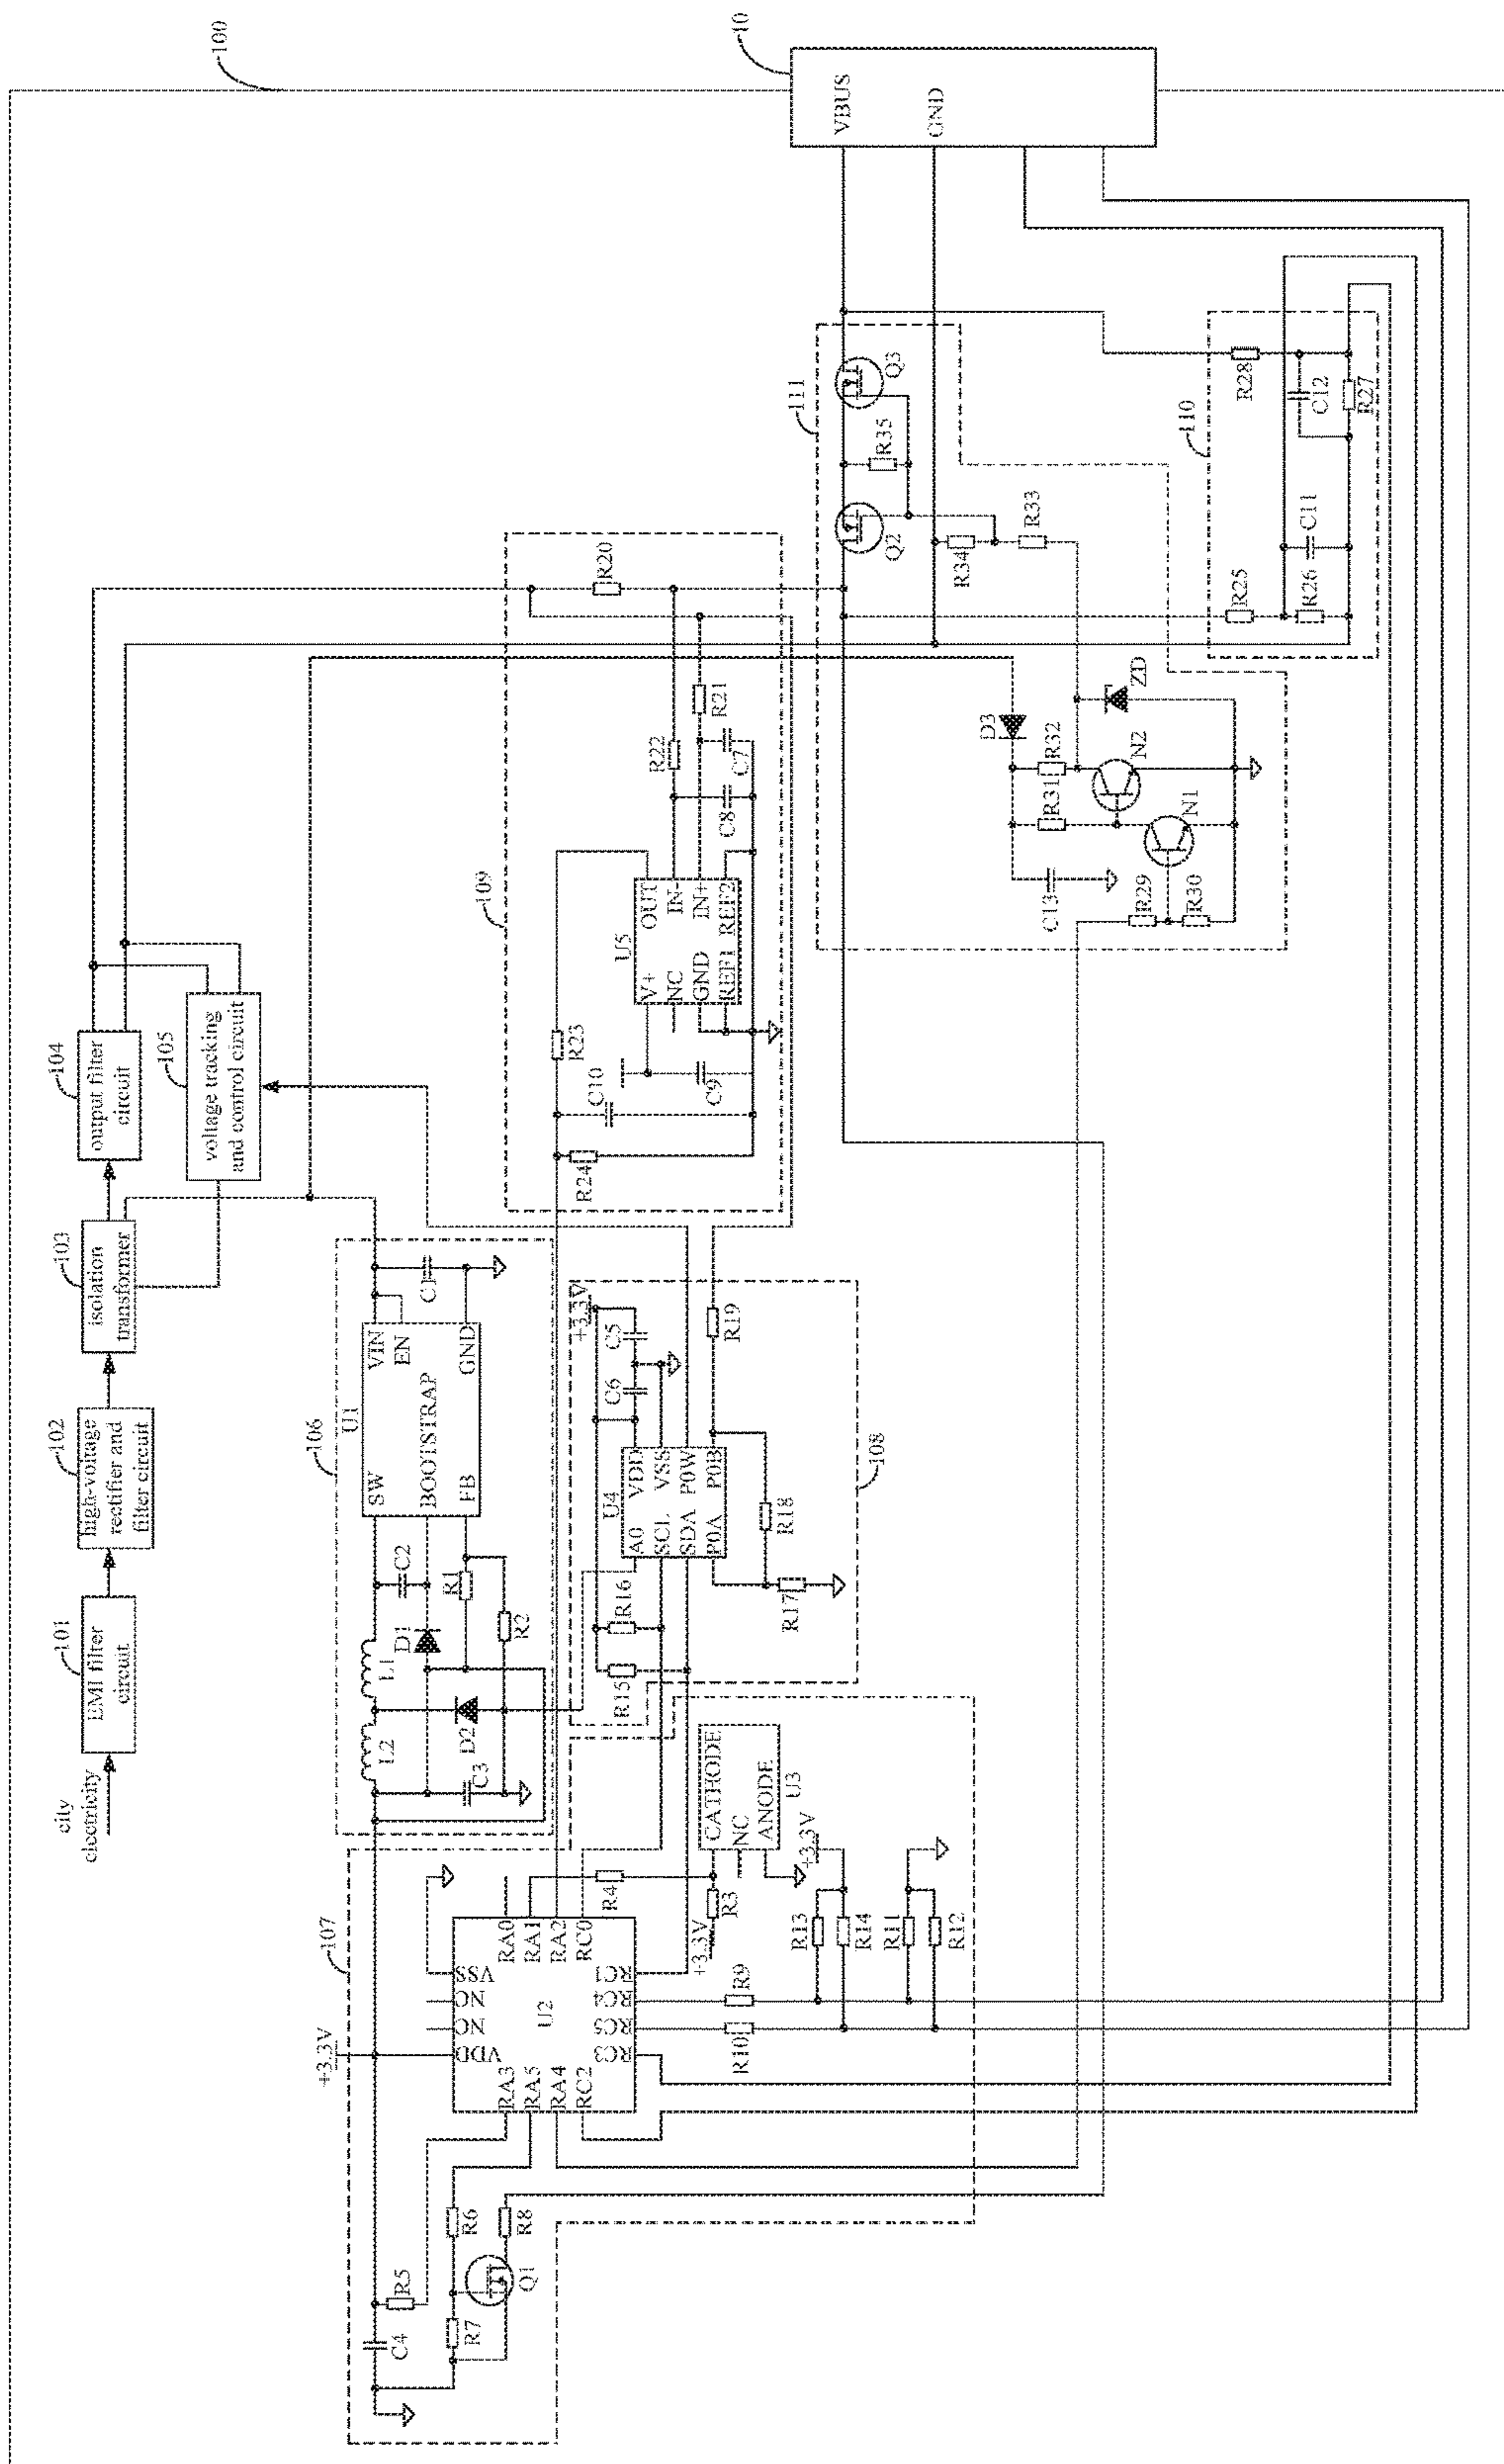 100
10
VBUS
GND
city
electricity
101
EMI filter
circuit
102
high-voltage
rectifier and
filter circuit
103
isolation
transformer
104
output filter
circuit
105
voltage tracking
and control circuit
106
U1
SW
VIN
EN
BOOTSTRAP
FB
GND
L2
L1
C2
D1
D2
R1
R2
C3
C1
107
+3.3V
VSS
NC
NC
VDD
U2
RA0
RA1
RA2
RC0
RC1
RC4
RC5
RC3
RA3
RA5
RA4
RC2
C4
R5
R6
R7
R8
Q1
R4
R3
+3.3V
CATHODE
NC
ANODE
U3
+3.3V
R13
R14
R11
R12
R9
R10
108
+3.3V
U4
A0
SCL
SDA
P0A
VDD
VSS
P0W
P0B
C5
C6
R15
R16
R17
R18
R19
109
U5
V+
NC
GND
REF1
OUT
IN-
IN+
REF2
R20
R21
R22
R23
R24
C7
C8
C9
C10
111
Q3
Q2
R35
R34
R33
D3
ZD
R32
R31
N2
N1
C13
R29
R30
110
R28
C12
R27
C11
R25
R26